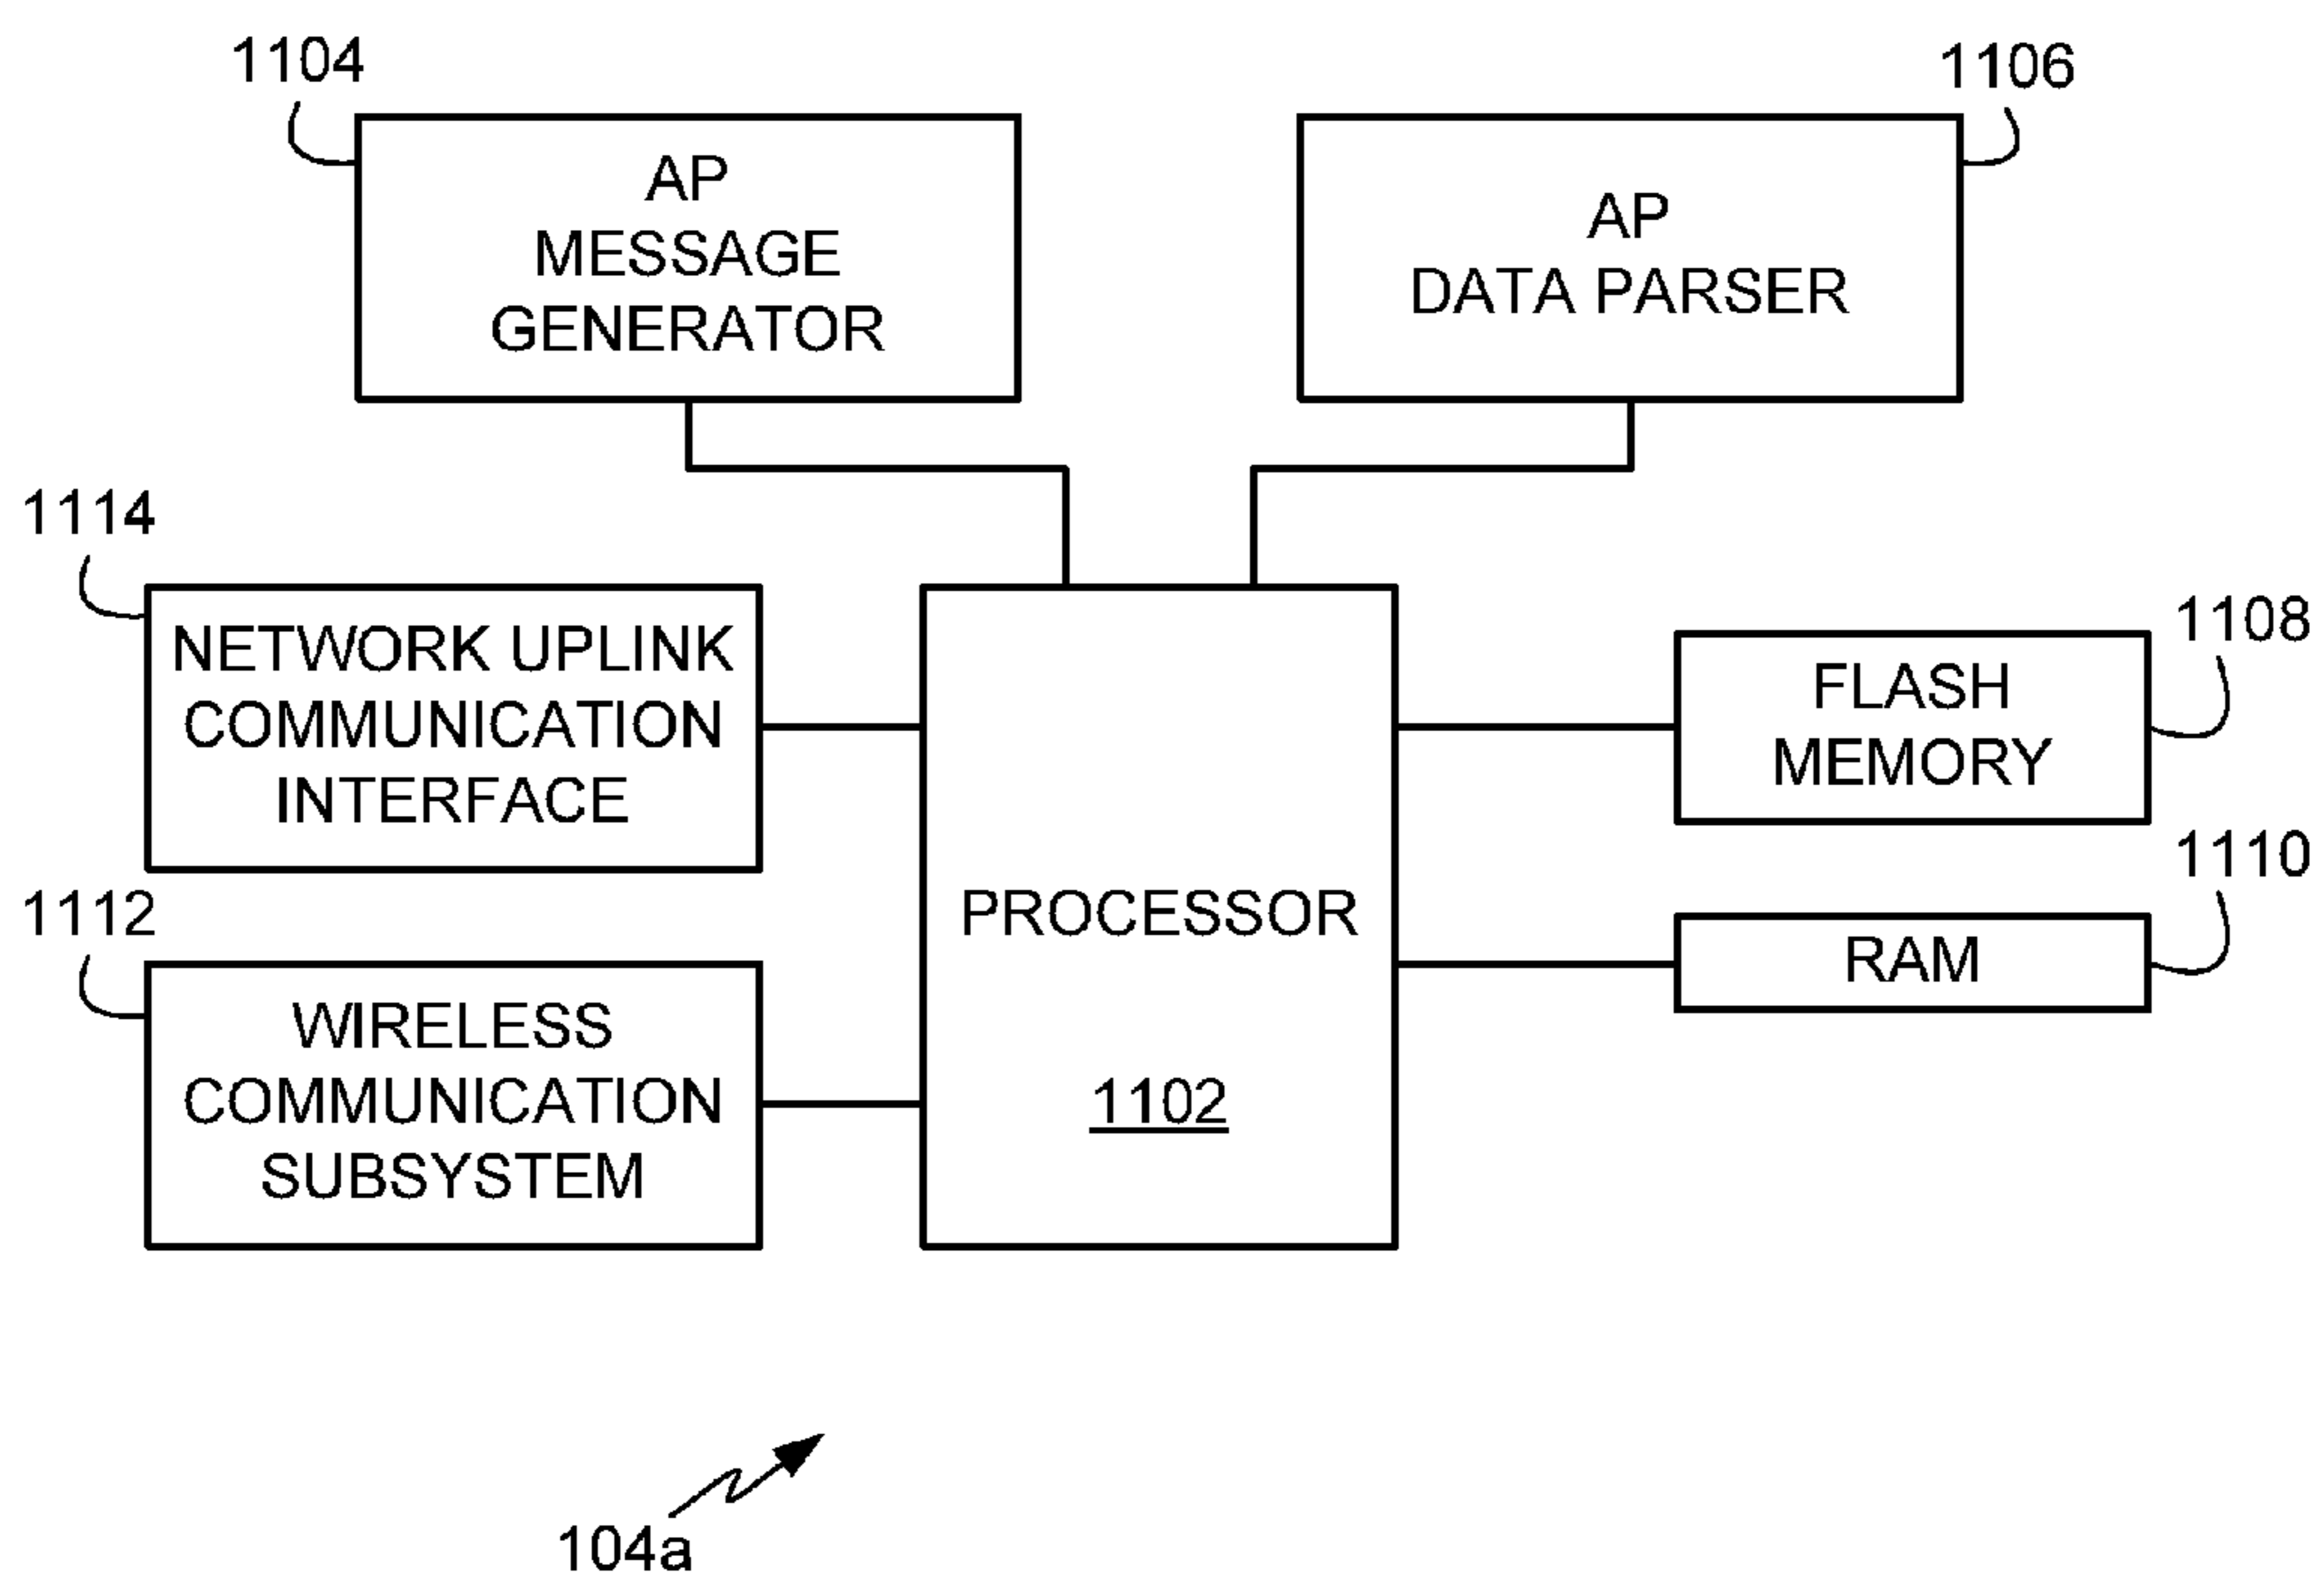 1104
AP
MESSAGE
GENERATOR
1106
AP
DATA PARSER
1114
NETWORK UPLINK
COMMUNICATION
INTERFACE
1112
WIRELESS
COMMUNICATION
SUBSYSTEM
PROCESSOR
1102
1108
FLASH
MEMORY
1110
RAM
104a